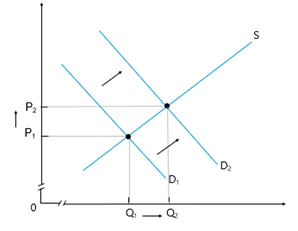 S
P₂
P₁
D₂
D₁
0
Q₁
Q₂